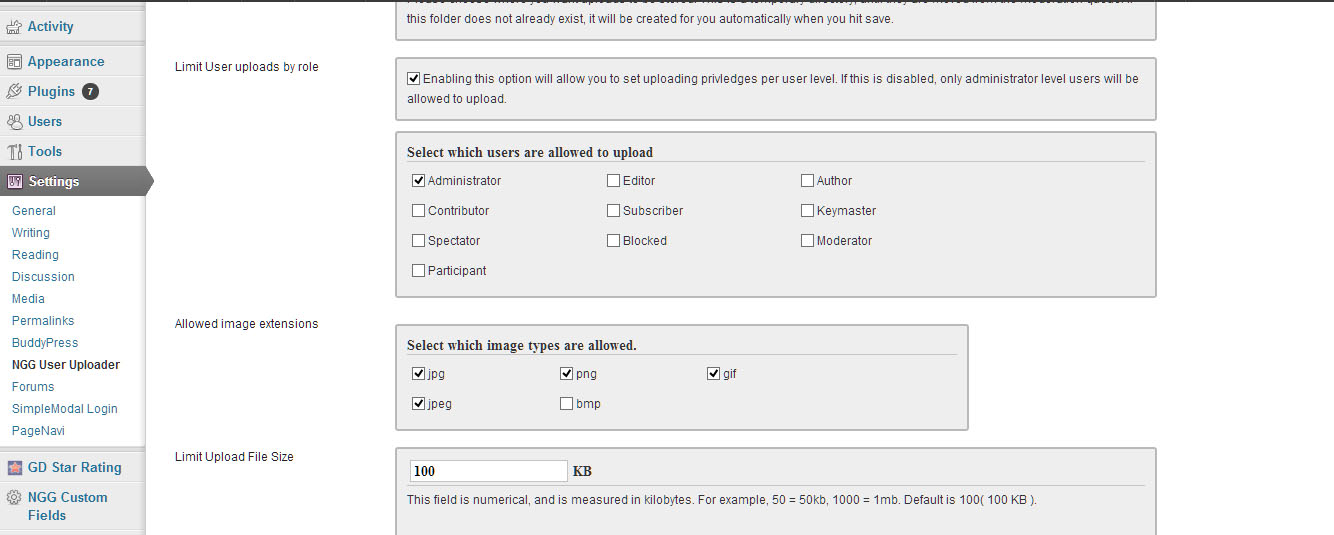 Activity
Appearance
Plugins 7
Users
Tools
Settings
General
Writing
Reading
Discussion
Media
Permalinks
BuddyPress
NGG User Uploader
Forums
SimpleModal Login
PageNavi
GD Star Rating
NGG Custom
Fields
this folder does not already exist, it will be created for you automatically when you hit save.
Limit User uploads by role
Enabling this option will allow you to set uploading privledges per user level. If this is disabled, only administrator level users will be
allowed to upload.
Select which users are allowed to upload
Administrator Editor Author
Contributor Subscriber Keymaster
Spectator Blocked Moderator
Participant
Allowed image extensions
Select which image types are allowed.
jpg png gif
jpeg bmp
Limit Upload File Size
100 KB
This field is numerical, and is measured in kilobytes. For example, 50 = 50kb, 1000 = 1mb. Default is 100( 100 KB ).